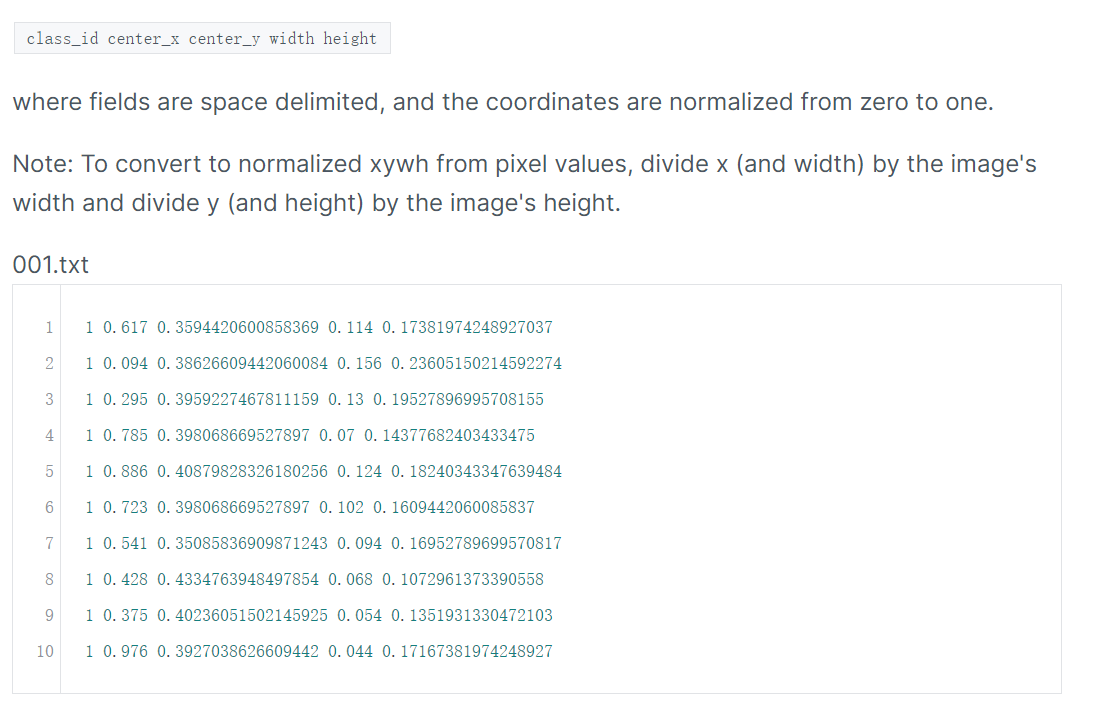 class_id center_x center_y width height
where fields are space delimited, and the coordinates are normalized from zero to one.
Note: To convert to normalized xywh from pixel values, divide x (and width) by the image's
width and divide y (and height) by the image's height.
001.txt
1 1 0.617 0.3594420600858369 0.114 0.17381974248927037
2 1 0.094 0.38626609442060084 0.156 0.23605150214592274
3 1 0.295 0.3959227467811159 0.13 0.19527896995708155
4 1 0.785 0.398068669527897 0.07 0.14377682403433475
5 1 0.886 0.40879828326180256 0.124 0.18240343347639484
6 1 0.723 0.398068669527897 0.102 0.1609442060085837
7 1 0.541 0.35085836909871243 0.094 0.16952789699570817
8 1 0.428 0.4334763948497854 0.068 0.1072961373390558
9 1 0.375 0.40236051502145925 0.054 0.1351931330472103
10 1 0.976 0.3927038626609442 0.044 0.17167381974248927